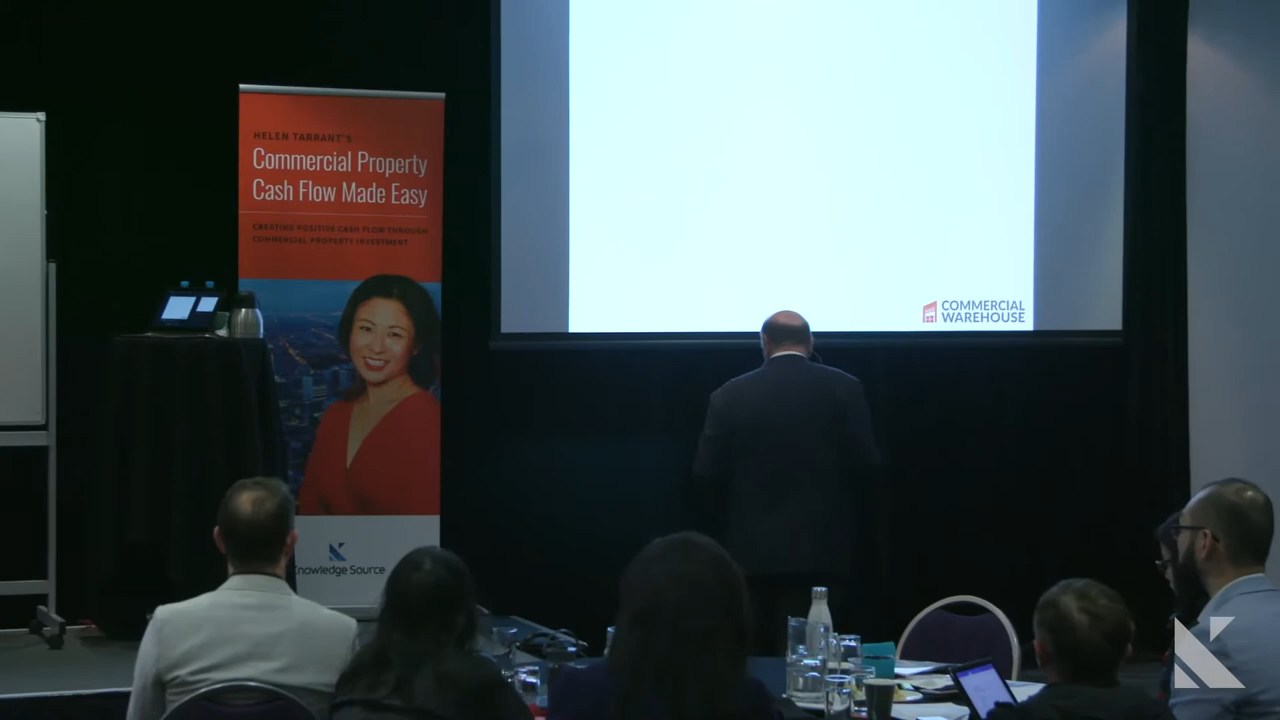 HELEN TARRANT'S
Commercial Property
Cash Flow Made Easy
CREATING POSITIVE CASH FLOW THROUGH
COMMERCIAL PROPERTY INVESTMENT
Knowledge Source
COMMERCIAL
WAREHOUSE